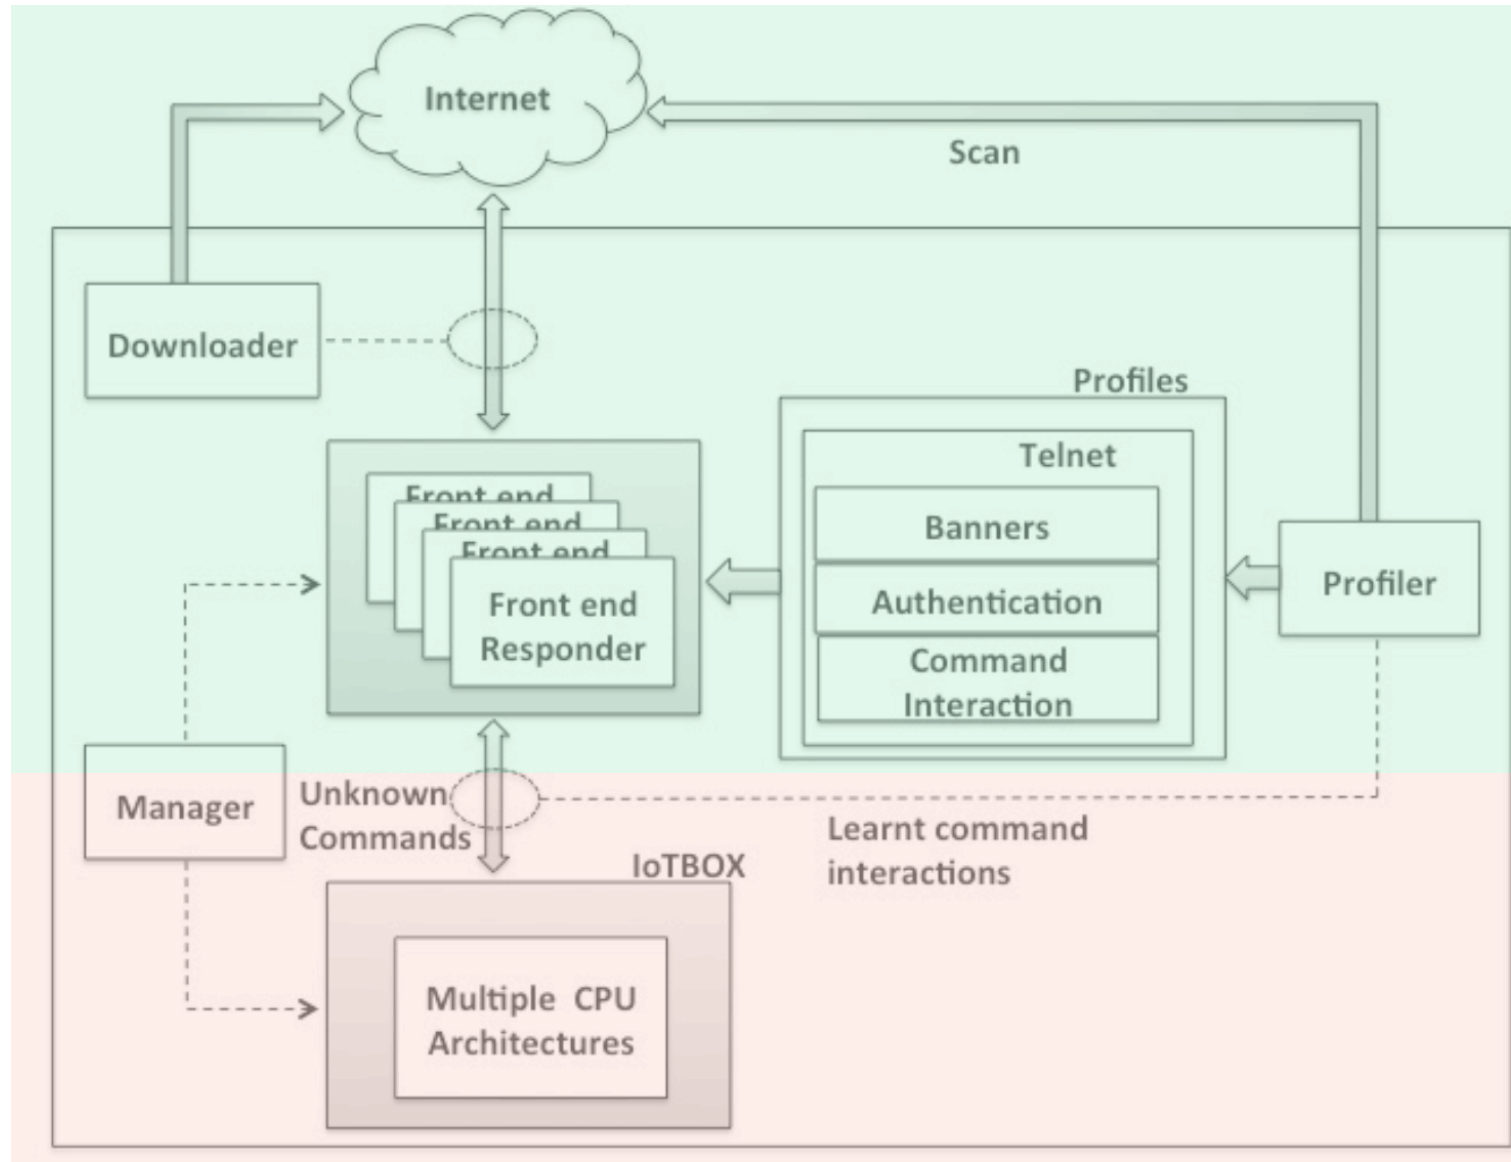 Internet
Scan
Downloader
Profiles
Telnet
Front end
Front end
Front end
Front end
Responder
Banners
Authentication
Command
Interaction
Profiler
Manager
Unknown
Commands
Learnt command
interactions
IoTBOX
Multiple CPU
Architectures